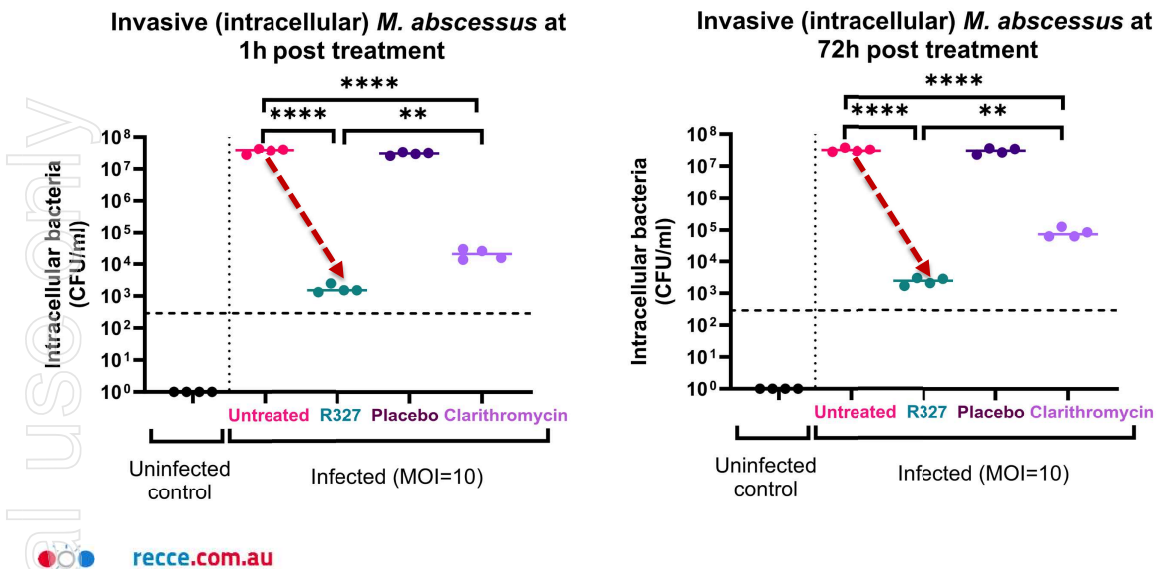 Invasive (intracellular) M. abscessus at
1h post treatment
****
**** **
Intracellular bacteria
(CFU/ml)
10⁸
10⁷
10⁶
10⁵
10⁴
10³
10²
10¹
10⁰
Untreated R327 Placebo Clarithromycin
Uninfected
control
Infected (MOI=10)
Invasive (intracellular) M. abscessus at
72h post treatment
****
**** **
Intracellular bacteria
(CFU/ml)
10⁸
10⁷
10⁶
10⁵
10⁴
10³
10²
10¹
10⁰
Untreated R327 Placebo Clarithromycin
Uninfected
control
Infected (MOI=10)
al use only
recce.com.au